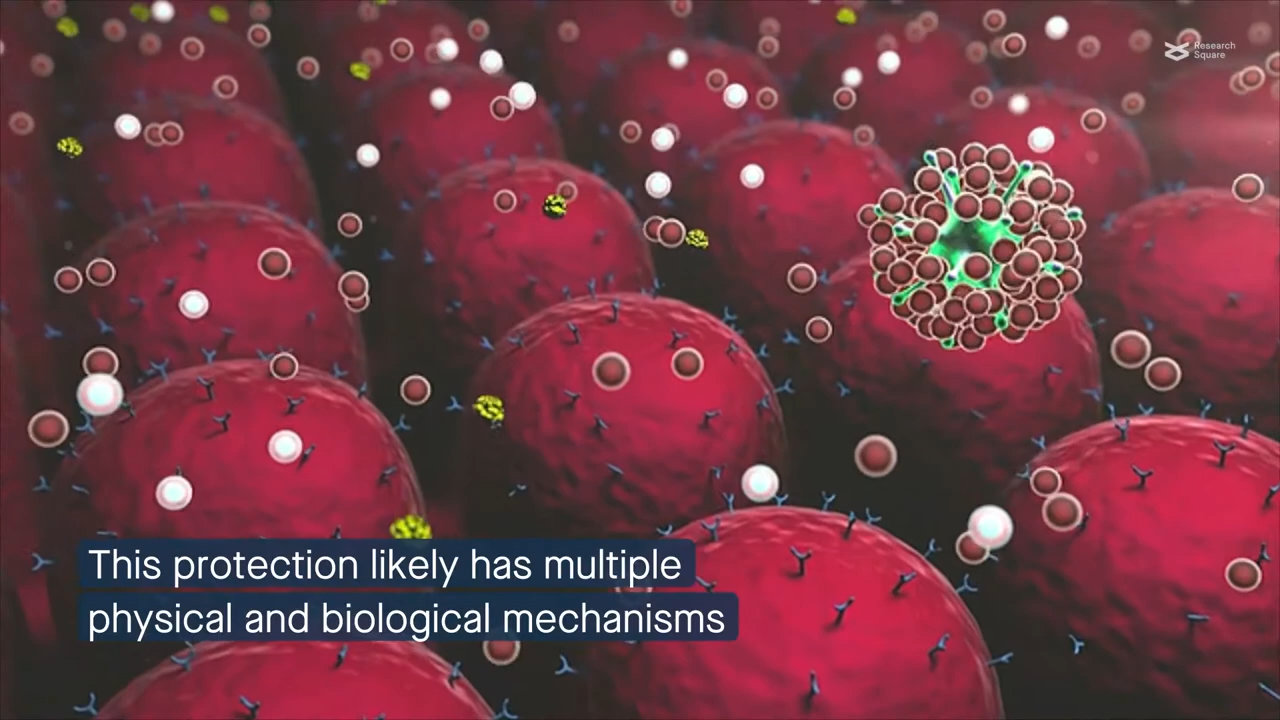 Research
Square
This protection likely has multiple
physical and biological mechanisms